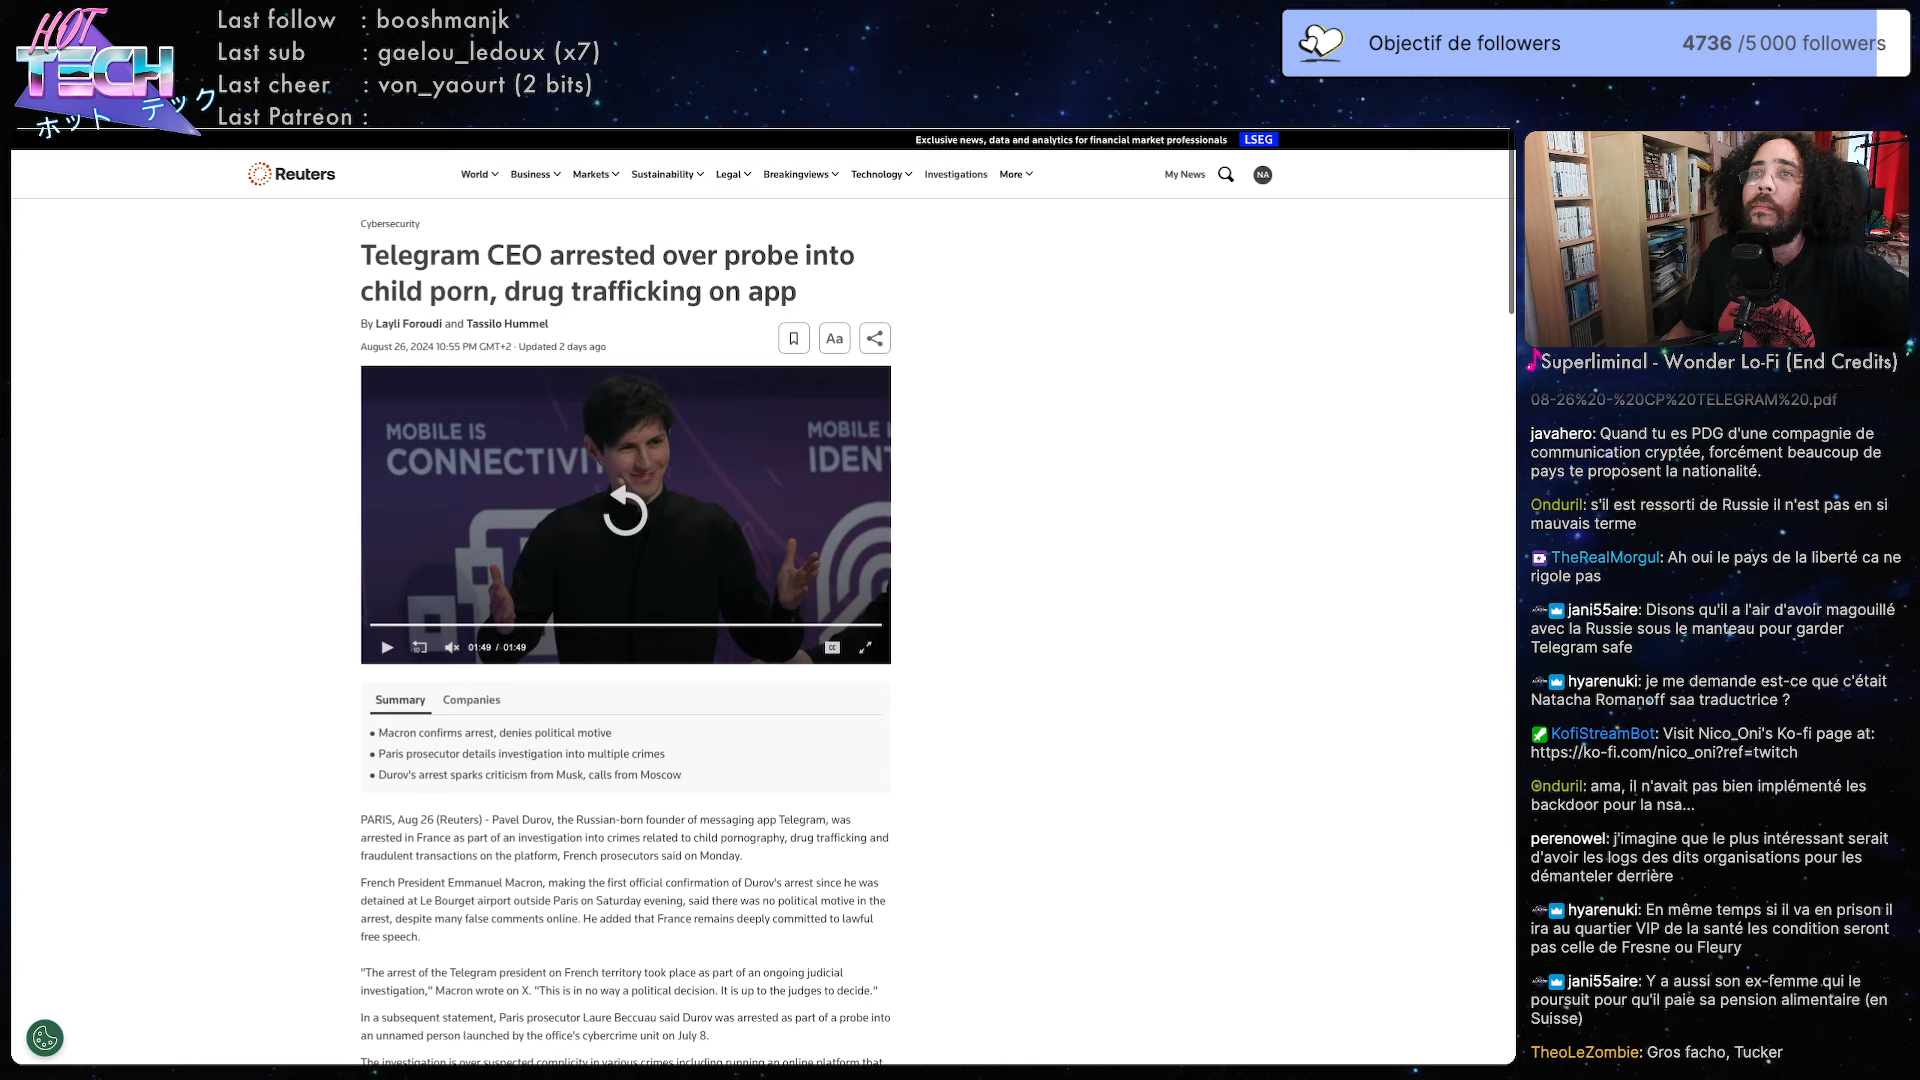 HOT
TECH
ホット テック
Last follow : booshmanjk
Last sub : gaelou_ledoux (x7)
Last cheer : von_yaourt (2 bits)
Last Patreon :
Objectif de followers 4736 /5 000 followers
Exclusive news, data and analytics for financial market professionals LSEG
Reuters
World Business Markets Sustainability Legal Breakingviews Technology Investigations More
My News NA
Cybersecurity
Telegram CEO arrested over probe into
child porn, drug trafficking on app
By Layli Foroudi and Tassilo Hummel
August 26, 2024 10:55 PM GMT+2 · Updated 2 days ago
Aa
MOBILE IS
CONNECTIVI
MOBILE I
IDEN
10
01:49 / 01:49
CC
Summary Companies
• Macron confirms arrest, denies political motive
• Paris prosecutor details investigation into multiple crimes
• Durov's arrest sparks criticism from Musk, calls from Moscow
PARIS, Aug 26 (Reuters) - Pavel Durov, the Russian-born founder of messaging app Telegram, was
arrested in France as part of an investigation into crimes related to child pornography, drug trafficking and
fraudulent transactions on the platform, French prosecutors said on Monday.
French President Emmanuel Macron, making the first official confirmation of Durov's arrest since he was
detained at Le Bourget airport outside Paris on Saturday evening, said there was no political motive in the
arrest, despite many false comments online. He added that France remains deeply committed to lawful
free speech.
"The arrest of the Telegram president on French territory took place as part of an ongoing judicial
investigation," Macron wrote on X. "This is in no way a political decision. It is up to the judges to decide."
In a subsequent statement, Paris prosecutor Laure Beccuau said Durov was arrested as part of a probe into
an unnamed person launched by the office's cybercrime unit on July 8.
The investigation is over suspected complicity in various crimes including running an online platform that
Superliminal - Wonder Lo-Fi (End Credits)
08-26%20-%20CP%20TELEGRAM%20.pdf
javahero: Quand tu es PDG d'une compagnie de
communication cryptée, forcément beaucoup de
pays te proposent la nationalité.
Onduril: s'il est ressorti de Russie il n'est pas en si
mauvais terme
TheRealMorgul: Ah oui le pays de la liberté ca ne
rigole pas
jani55aire: Disons qu'il a l'air d'avoir magouillé
avec la Russie sous le manteau pour garder
Telegram safe
hyarenuki: je me demande est-ce que c'était
Natacha Romanoff saa traductrice ?
KofiStreamBot: Visit Nico_Oni's Ko-fi page at:
https://ko-fi.com/nico_oni?ref=twitch
Onduril: ama, il n'avait pas bien implémenté les
backdoor pour la nsa...
perenowel: j'imagine que le plus intéressant serait
d'avoir les logs des dits organisations pour les
démanteler derrière
hyarenuki: En même temps si il va en prison il
ira au quartier VIP de la santé les condition seront
pas celle de Fresne ou Fleury
jani55aire: Y a aussi son ex-femme qui le
poursuit pour qu'il paie sa pension alimentaire (en
Suisse)
TheoLeZombie: Gros facho, Tucker